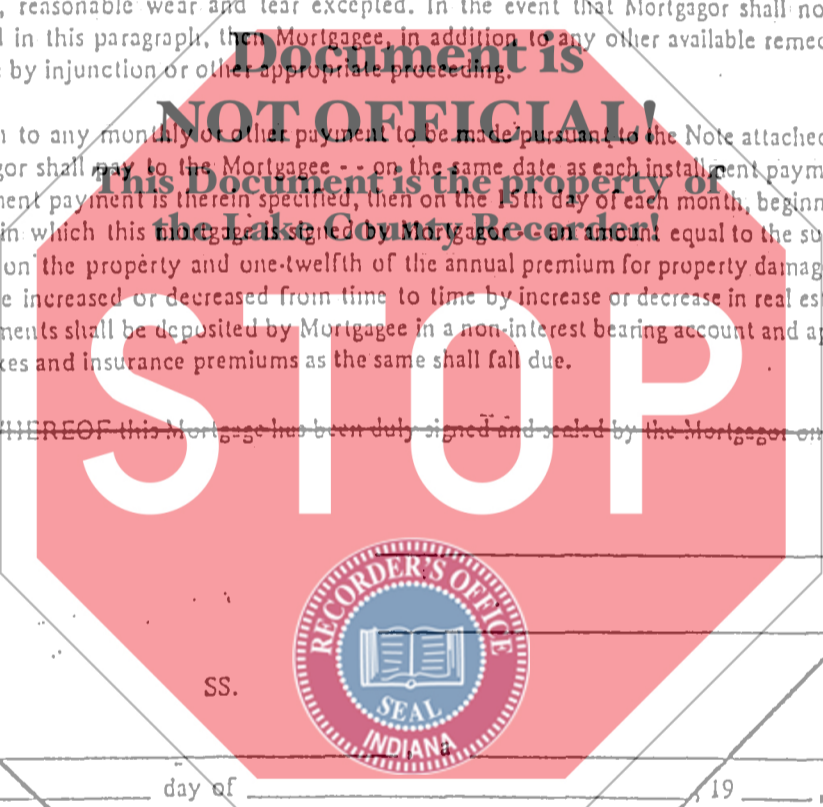 , reasonable wear and tear excepted. In the event that Mortgagor shall no
in this paragraph, then Mortgagee, in addition to any other available remed
Document is
by injunction or other appropriate proceeding.
NOT OFFICIAL!
to any monthly or other payment to be made pursuant to the Note attached
gor shall pay to the Mortgagee -- on the same date as each installment paym
This Document is the property of
ment payment is therein specified, then on the 15th day of each month, beginn
the Lake County Recorder!
in which this mortgage is signed by Mortgagor -- an amount equal to the su
on the property and one-twelfth of the annual premium for property damag
e increased or decreased from time to time by increase or decrease in real est
ments shall be deposited by Mortgagee in a non-interest bearing account and ap
es and insurance premiums as the same shall fall due.
STOP
HEREOF this Mortgage has been duly signed and sealed by the Mortgagor on
RECORDER'S OFFICE
SEAL
INDIANA
SS.
day of , 19